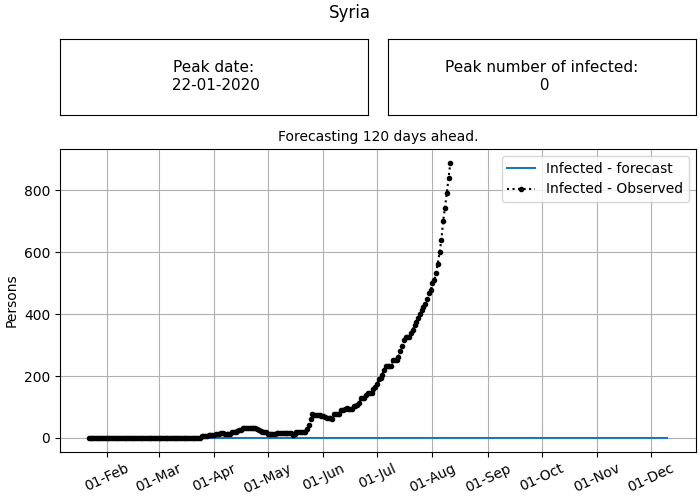 Syria
Peak date:
22-01-2020
Peak number of infected:
0
Forecasting 120 days ahead.
Infected - forecast
Infected - Observed
Persons
800
600
400
200
0
01-Feb
01-Mar
01-Apr
01-May
01-Jun
01-Jul
01-Aug
01-Sep
01-Oct
01-Nov
01-Dec